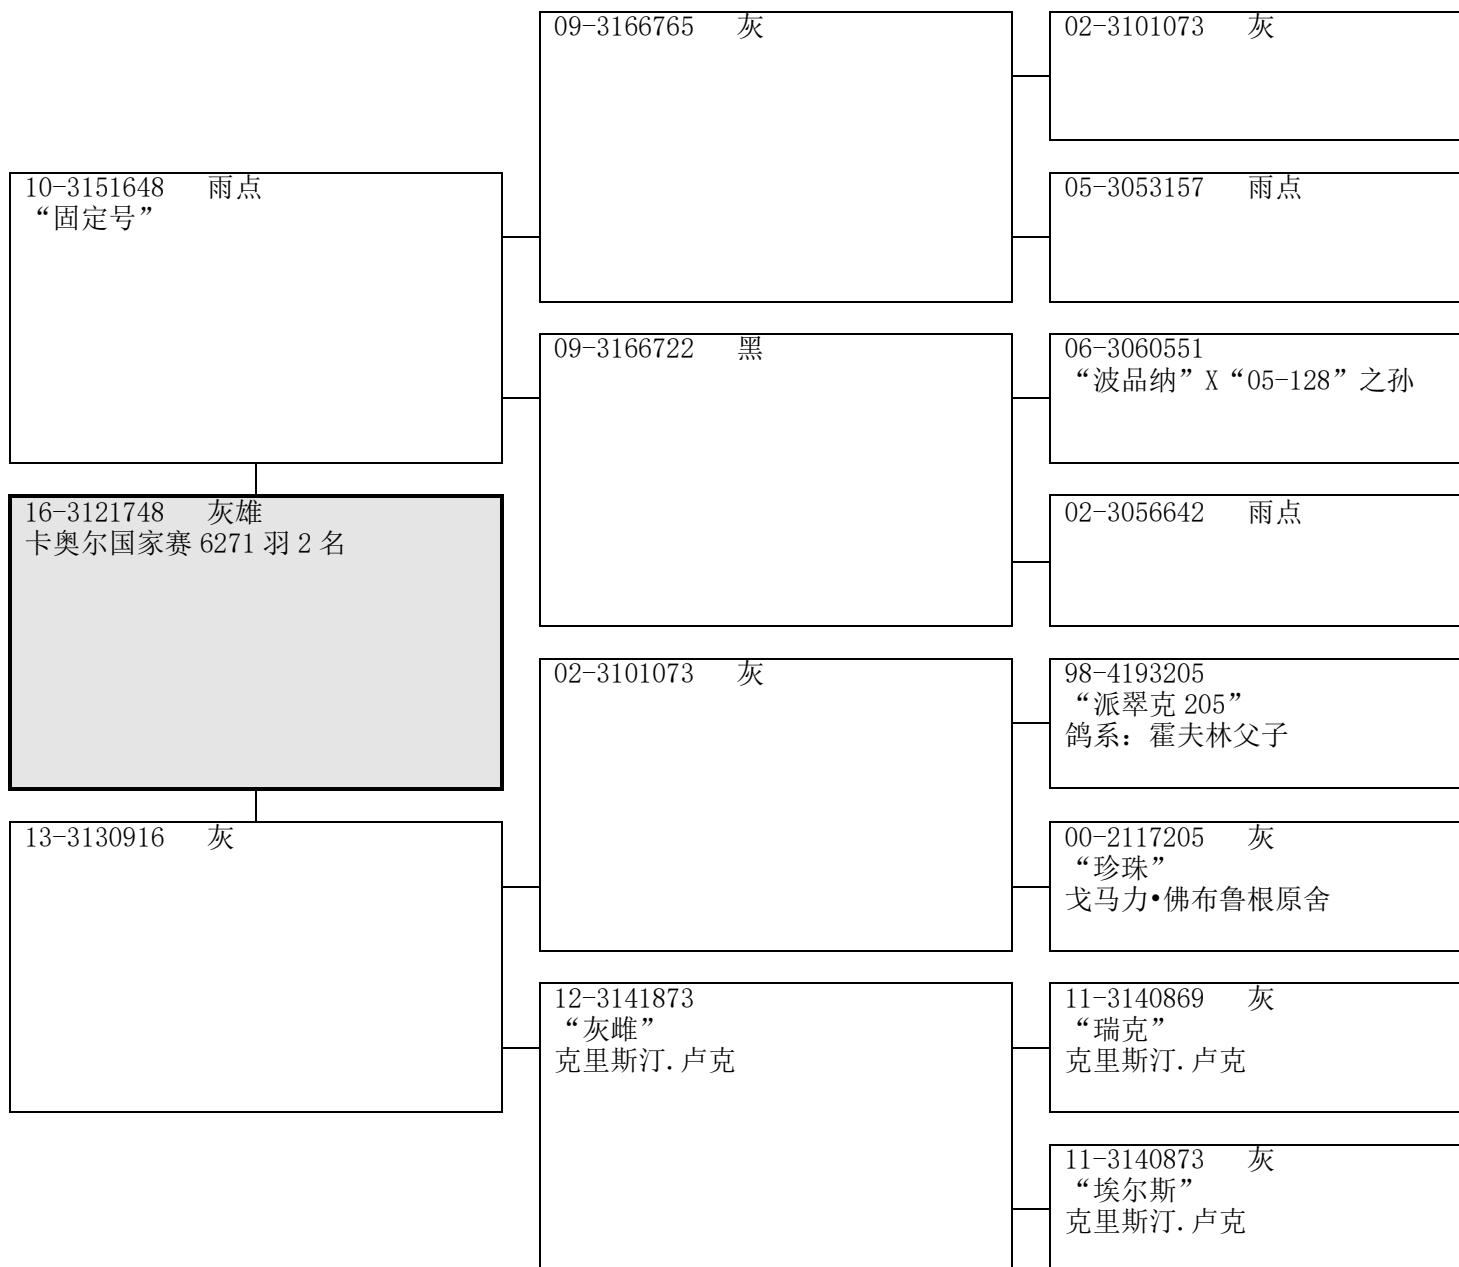 10-3151648 雨点
“固定号”
16-3121748 灰雄
卡奥尔国家赛 6271 羽 2 名
13-3130916 灰
09-3166765 灰
09-3166722 黑
02-3101073 灰
12-3141873
“灰雌”
克里斯汀.卢克
02-3101073 灰
05-3053157 雨点
06-3060551
“波品纳”X“05-128”之孙
02-3056642 雨点
98-4193205
“派翠克 205”
鸽系：霍夫林父子
00-2117205 灰
“珍珠”
戈马力•佛布鲁根原舍
11-3140869 灰
“瑞克”
克里斯汀.卢克
11-3140873 灰
“埃尔斯”
克里斯汀.卢克